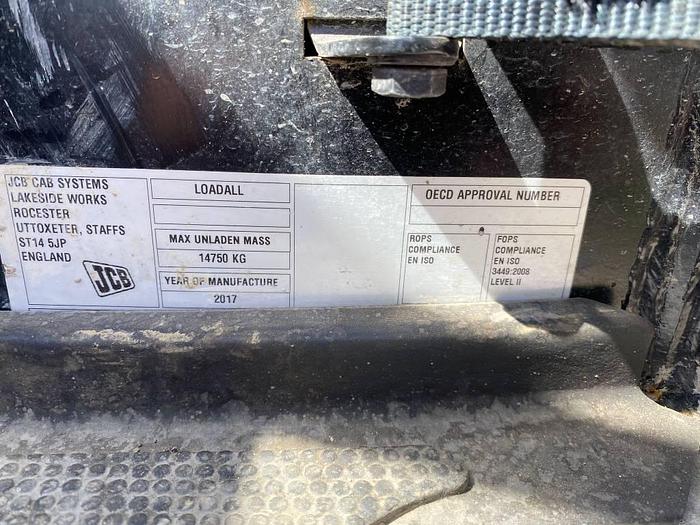 JCB CAB SYSTEMS
LAKESIDE WORKS
ROCESTER
UTTOXETER, STAFFS
ST14 5JP
ENGLAND
JCB
LOADALL
MAX UNLADEN MASS
14750 KG
YEAR OF MANUFACTURE
2017
OECD APPROVAL NUMBER
ROPS
COMPLIANCE
EN ISO
FOPS
COMPLIANCE
EN ISO
3449:2008
LEVEL II